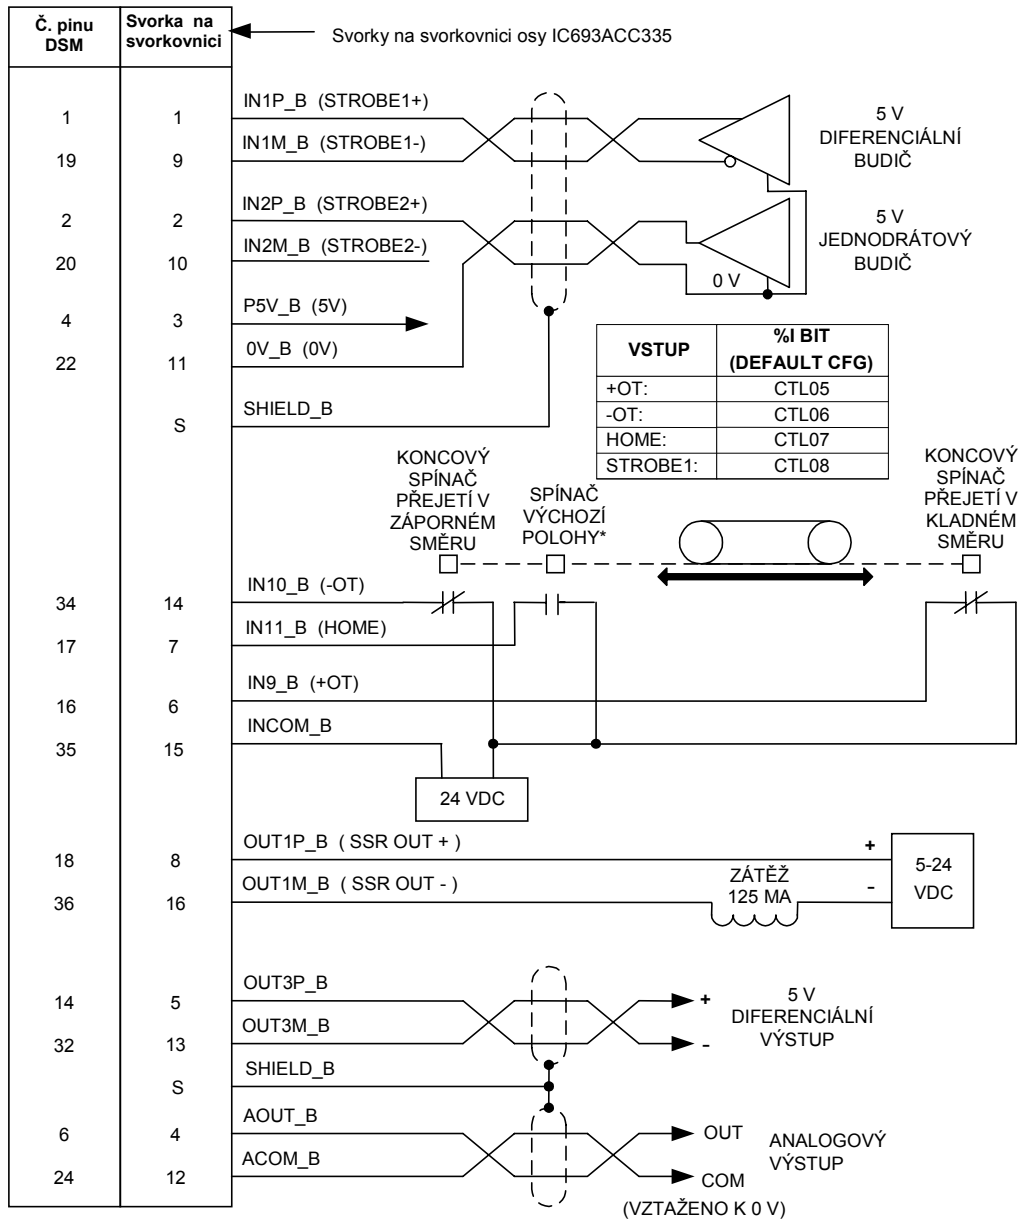 Č. pinu
DSM
Svorka na
svorkovnici
Svorky na svorkovnici osy IC693ACC335
1
1
IN1P_B (STROBE1+)
19
9
IN1M_B (STROBE1-)
5 V
DIFERENCIÁLNÍ
BUDIČ
2
2
IN2P_B (STROBE2+)
20
10
IN2M_B (STROBE2-)
5 V
JEDNODRÁTOVÝ
BUDIČ
0 V
4
3
P5V_B (5V)
22
11
0V_B (0V)
S
SHIELD_B
VSTUP
%I BIT
(DEFAULT CFG)
+OT:
CTL05
-OT:
CTL06
HOME:
CTL07
STROBE1:
CTL08
KONCOVÝ
SPÍNAČ
PŘEJETÍ V
ZÁPORNÉM
SMĚRU
SPÍNAČ
VÝCHOZÍ
POLOHY*
KONCOVÝ
SPÍNAČ
PŘEJETÍ V
KLADNÉM
SMĚRU
34
14
IN10_B (-OT)
17
7
IN11_B (HOME)
16
6
IN9_B (+OT)
35
15
INCOM_B
24 VDC
18
8
OUT1P_B ( SSR OUT + )
36
16
OUT1M_B ( SSR OUT - )
ZÁTĚŽ
125 MA
+
-
5-24
VDC
14
5
OUT3P_B
32
13
OUT3M_B
+
-
5 V
DIFERENCIÁLNÍ
VÝSTUP
S
SHIELD_B
6
4
AOUT_B
24
12
ACOM_B
OUT
COM
ANALOGOVÝ
VÝSTUP
(VZTAŽENO K 0 V)